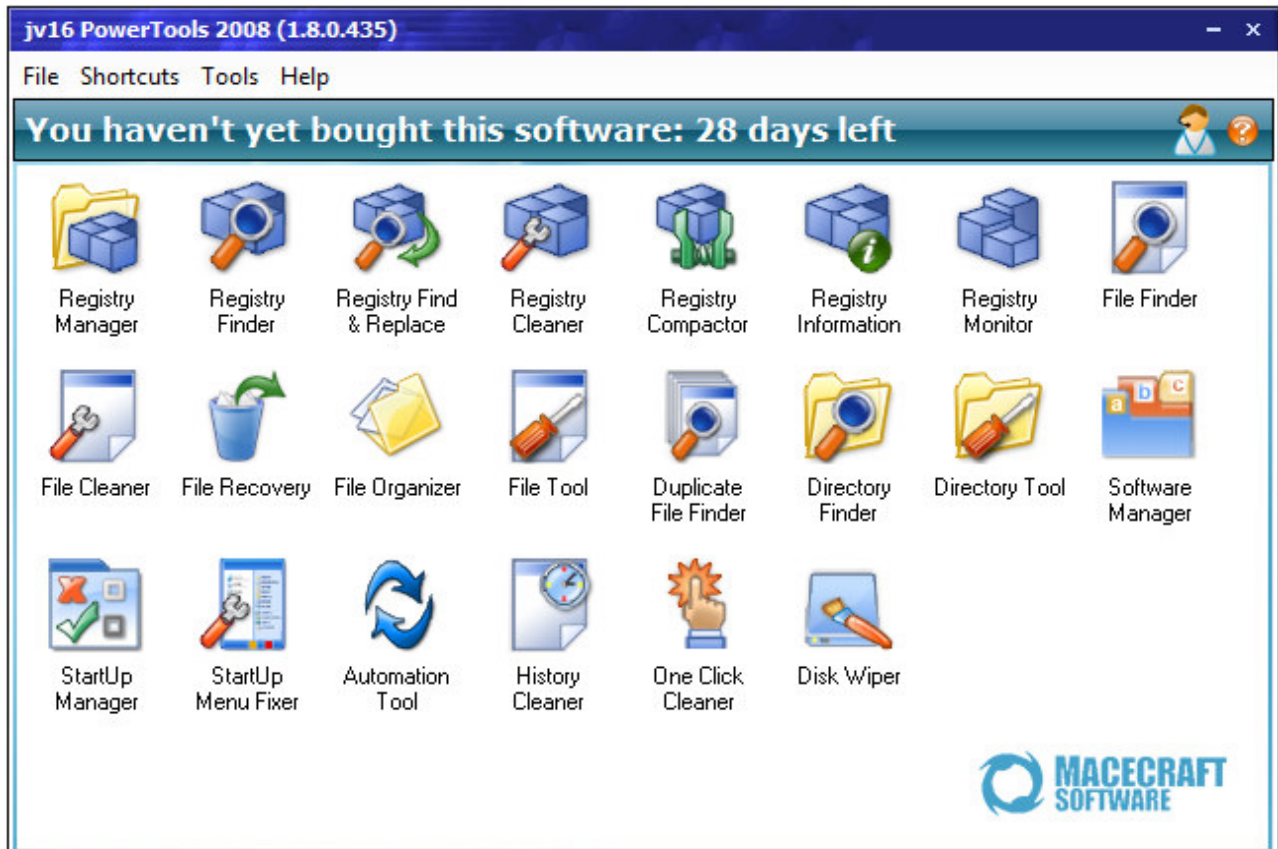 jv16 PowerTools 2008 (1.8.0.435)
File Shortcuts Tools Help
You haven't yet bought this software: 28 days left
Registry
Manager
Registry
Finder
Registry Find
& Replace
Registry
Cleaner
Registry
Compactor
Registry
Information
Registry
Monitor
File Finder
File Cleaner
File Recovery
File Organizer
File Tool
Duplicate
File Finder
Directory
Finder
Directory Tool
a b c
Software
Manager
StartUp
Manager
StartUp
Menu Fixer
Automation
Tool
History
Cleaner
One Click
Cleaner
Disk Wiper
MACECRAFT
SOFTWARE